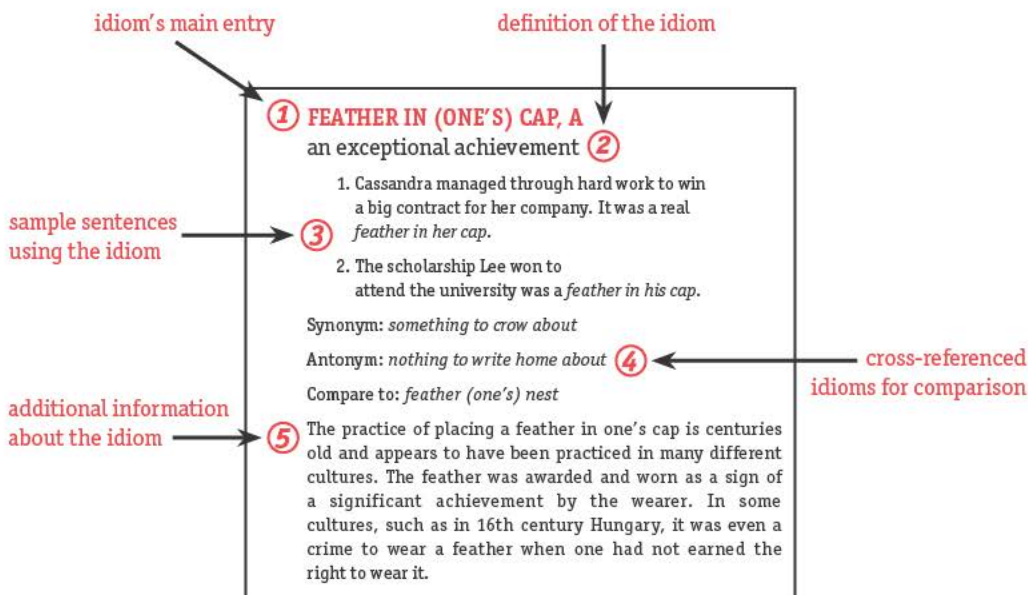 idiom's main entry
definition of the idiom
1 FEATHER IN (ONE'S) CAP, A
an exceptional achievement 2
1. Cassandra managed through hard work to win
a big contract for her company. It was a real
feather in her cap.
sample sentences
using the idiom
3
2. The scholarship Lee won to
attend the university was a feather in his cap.
Synonym: something to crow about
Antonym: nothing to write home about 4
cross-referenced
idioms for comparison
Compare to: feather (one's) nest
additional information
about the idiom
5 The practice of placing a feather in one's cap is centuries
old and appears to have been practiced in many different
cultures. The feather was awarded and worn as a sign of
a significant achievement by the wearer. In some
cultures, such as in 16th century Hungary, it was even a
crime to wear a feather when one had not earned the
right to wear it.